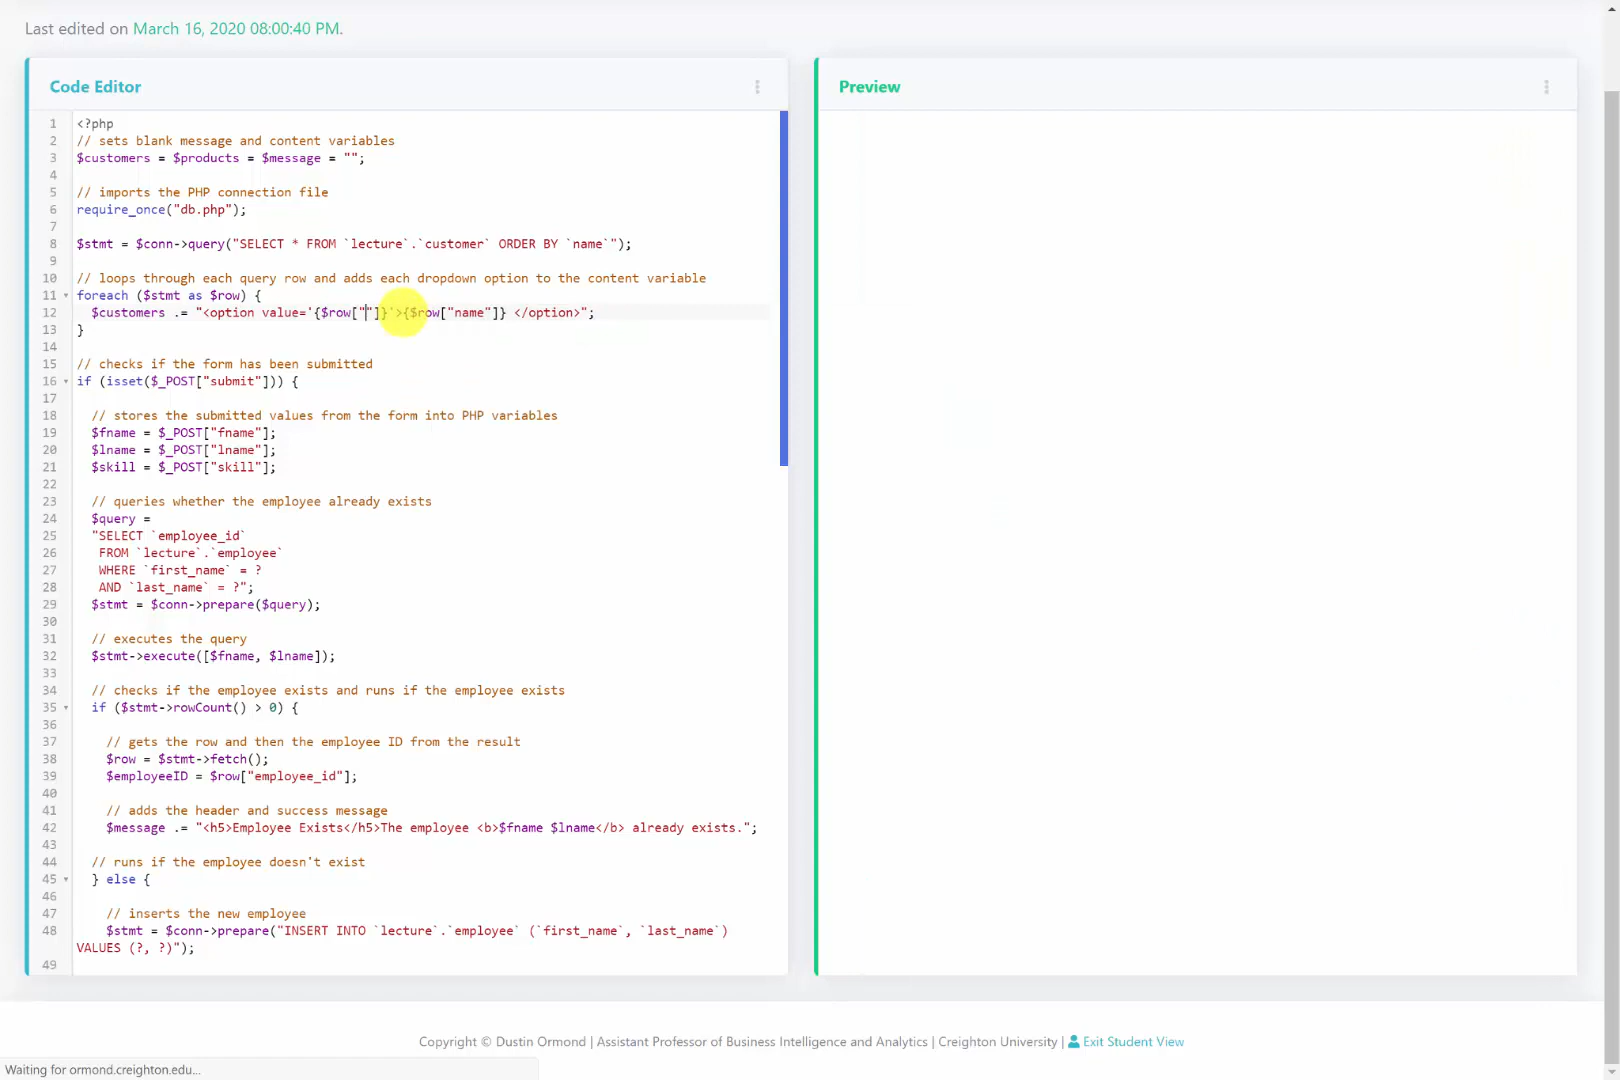 Last edited on March 16, 2020 08:00:40 PM.
Code Editor
1 <?php
2 // sets blank message and content variables
3 $customers = $products = $message = "";
4
5 // imports the PHP connection file
6 require_once("db.php");
7
8 $stmt = $conn->query("SELECT * FROM `lecture`.`customer` ORDER BY `name`");
9
10 // loops through each query row and adds each dropdown option to the content variable
11 foreach ($stmt as $row) {
12 $customers .= "<option value='{$row[""]}'>{$row["name"]} </option>";
13 }
14
15 // checks if the form has been submitted
16 if (isset($_POST["submit"])) {
17
18 // stores the submitted values from the form into PHP variables
19 $fname = $_POST["fname"];
20 $lname = $_POST["lname"];
21 $skill = $_POST["skill"];
22
23 // queries whether the employee already exists
24 $query =
25 "SELECT `employee_id`
26 FROM `lecture`.`employee`
27 WHERE `first_name` = ?
28 AND `last_name` = ?";
29 $stmt = $conn->prepare($query);
30
31 // executes the query
32 $stmt->execute([$fname, $lname]);
33
34 // checks if the employee exists and runs if the employee exists
35 if ($stmt->rowCount() > 0) {
36
37 // gets the row and then the employee ID from the result
38 $row = $stmt->fetch();
39 $employeeID = $row["employee_id"];
40
41 // adds the header and success message
42 $message .= "<h5>Employee Exists</h5>The employee <b>$fname $lname</b> already exists.";
43
44 // runs if the employee doesn't exist
45 } else {
46
47 // inserts the new employee
48 $stmt = $conn->prepare("INSERT INTO `lecture`.`employee` (`first_name`, `last_name`)
VALUES (?, ?)");
49
Preview
Copyright © Dustin Ormond | Assistant Professor of Business Intelligence and Analytics | Creighton University | Exit Student View
Waiting for ormond.creighton.edu...